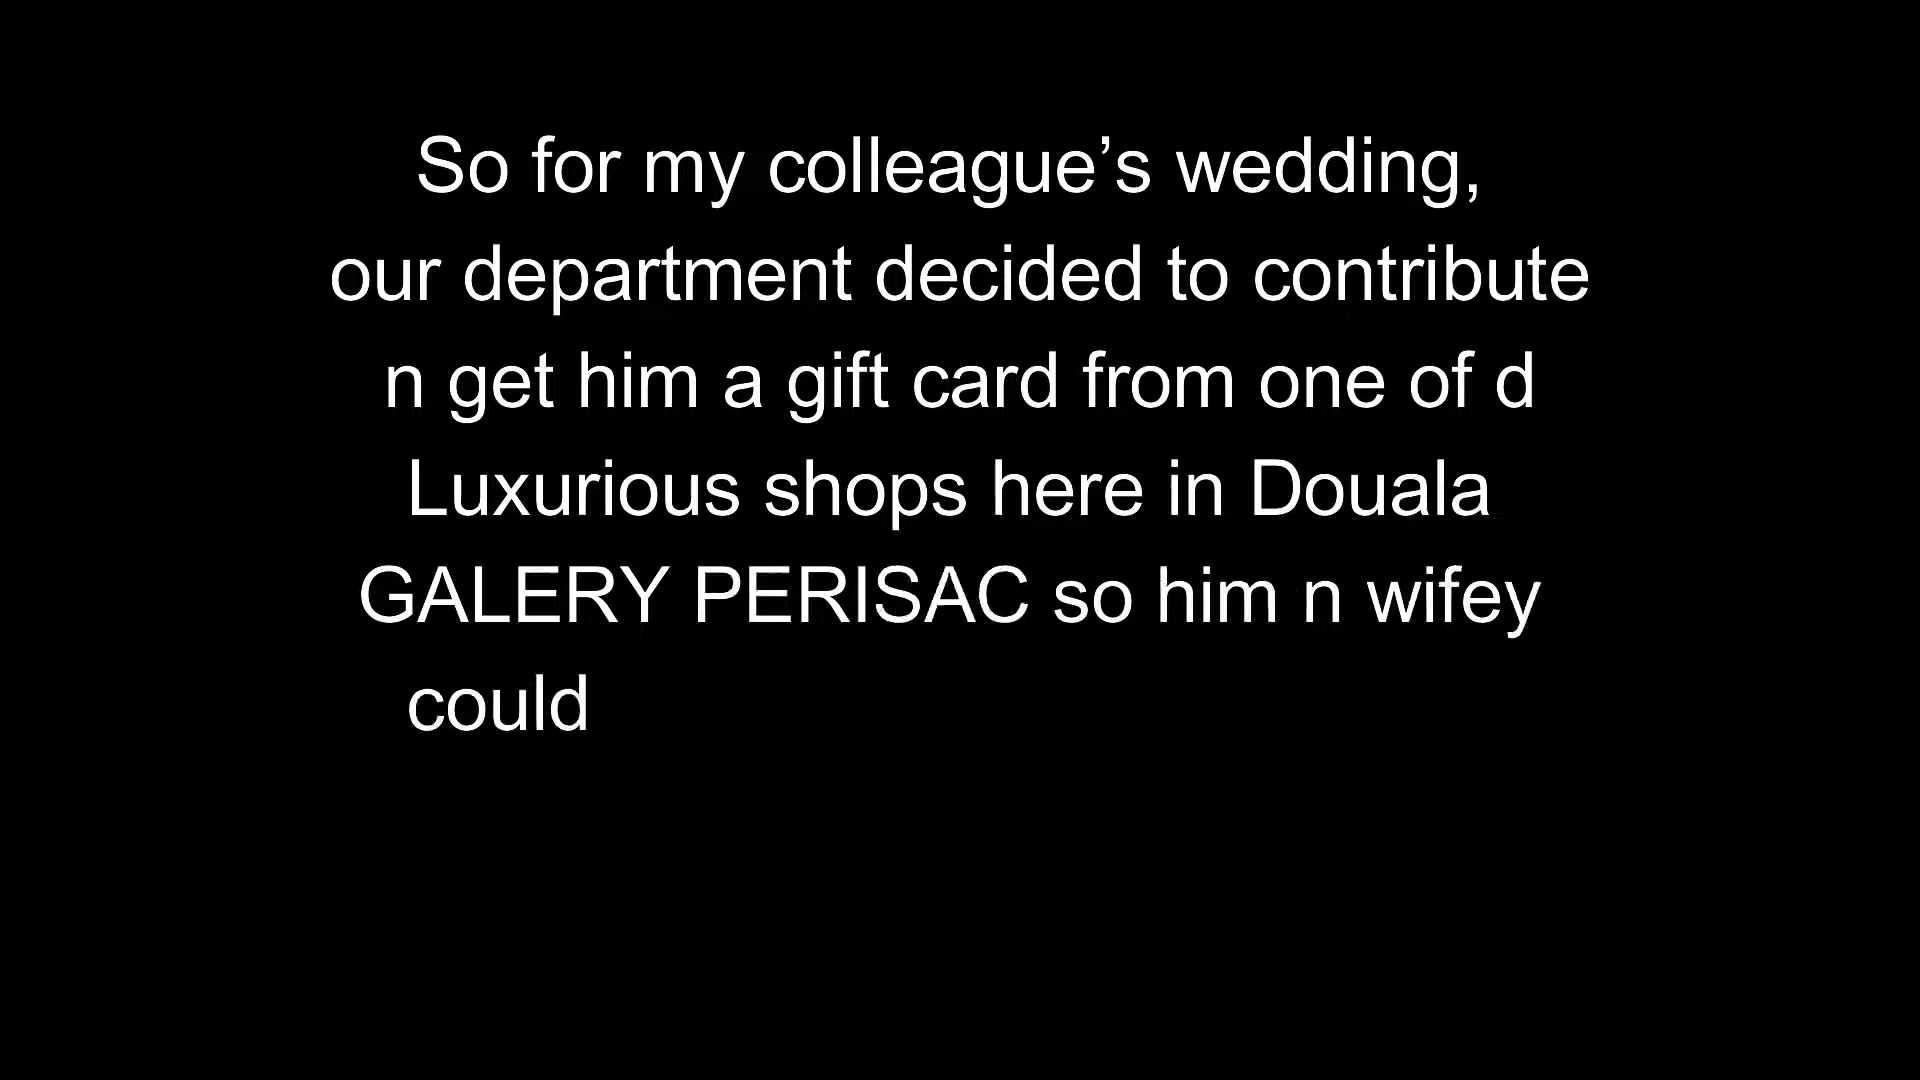 So for my colleague’s wedding,
our department decided to contribute
n get him a gift card from one of d
Luxurious shops here in Douala
GALERY PERISAC so him n wifey
could